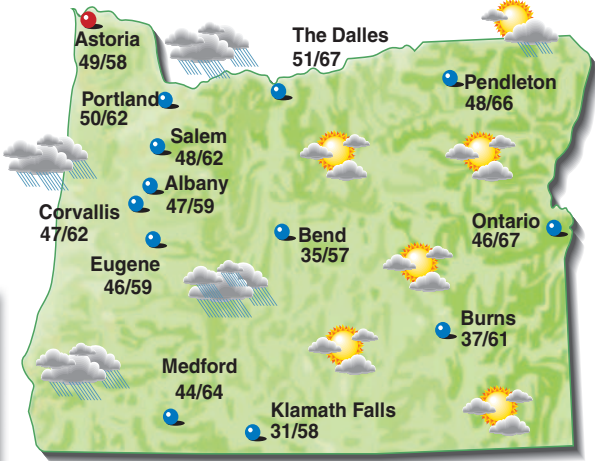 Astoria
49/58
The Dalles
51/67
Pendleton
48/66
Portland
50/62
Salem
48/62
Albany
47/59
Corvallis
47/62
Eugene
46/59
Bend
35/57
Ontario
46/67
Burns
37/61
Medford
44/64
Klamath Falls
31/58